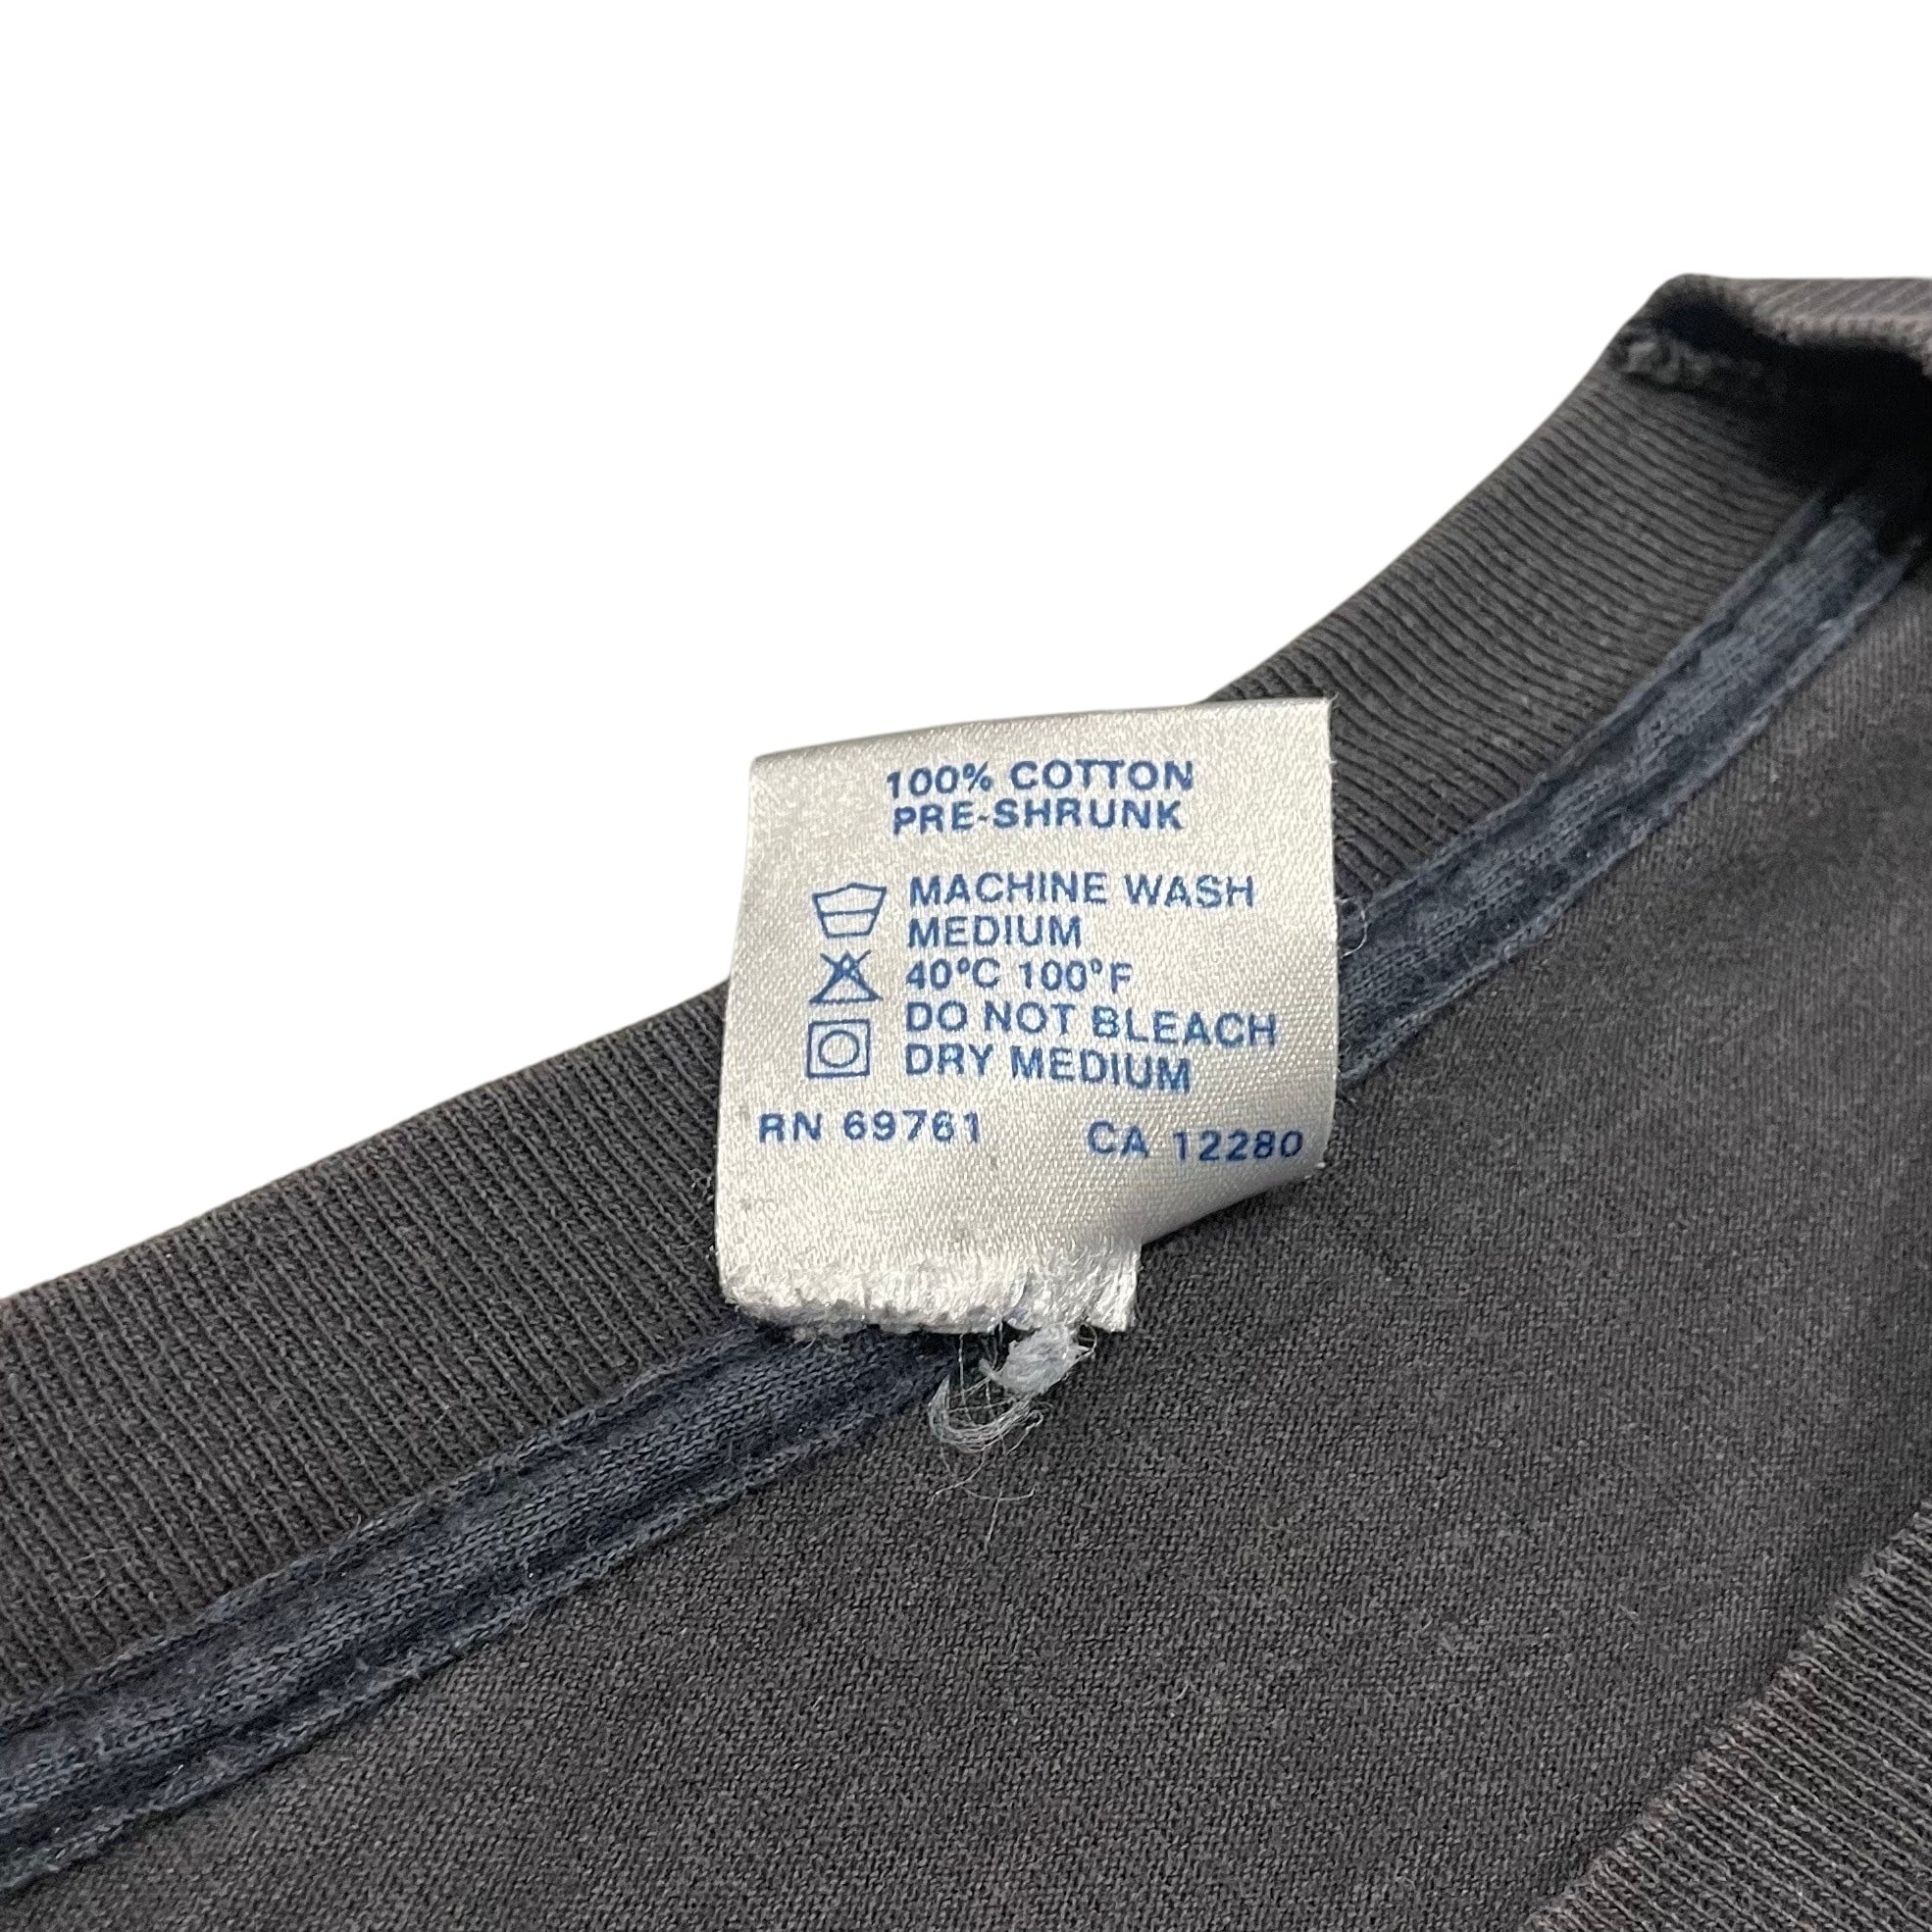 100% COTTON
PRE-SHRUNK
MACHINE WASH
MEDIUM
40°C 100°F
DO NOT BLEACH
DRY MEDIUM
RN 69761 CA 12280